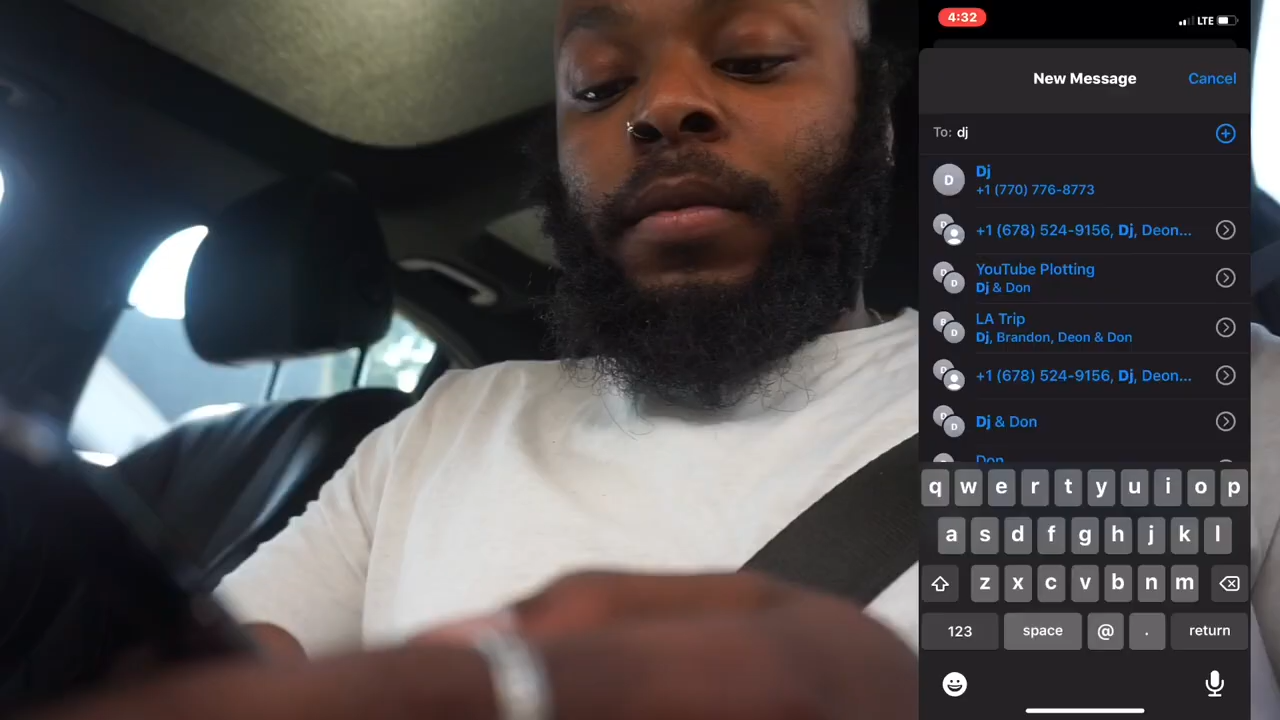 4:32
LTE
New Message
Cancel
To: dj
D
Dj
+1 (770) 776-8773
D
+1 (678) 524-9156, Dj, Deon...
D
D
YouTube Plotting
Dj & Don
D
LA Trip
Dj, Brandon, Deon & Don
+1 (678) 524-9156, Dj, Deon...
D
D
Dj & Don
Don
q w e r t y u i o p
a s d f g h j k l
z x c v b n m
123
space
@
.
return